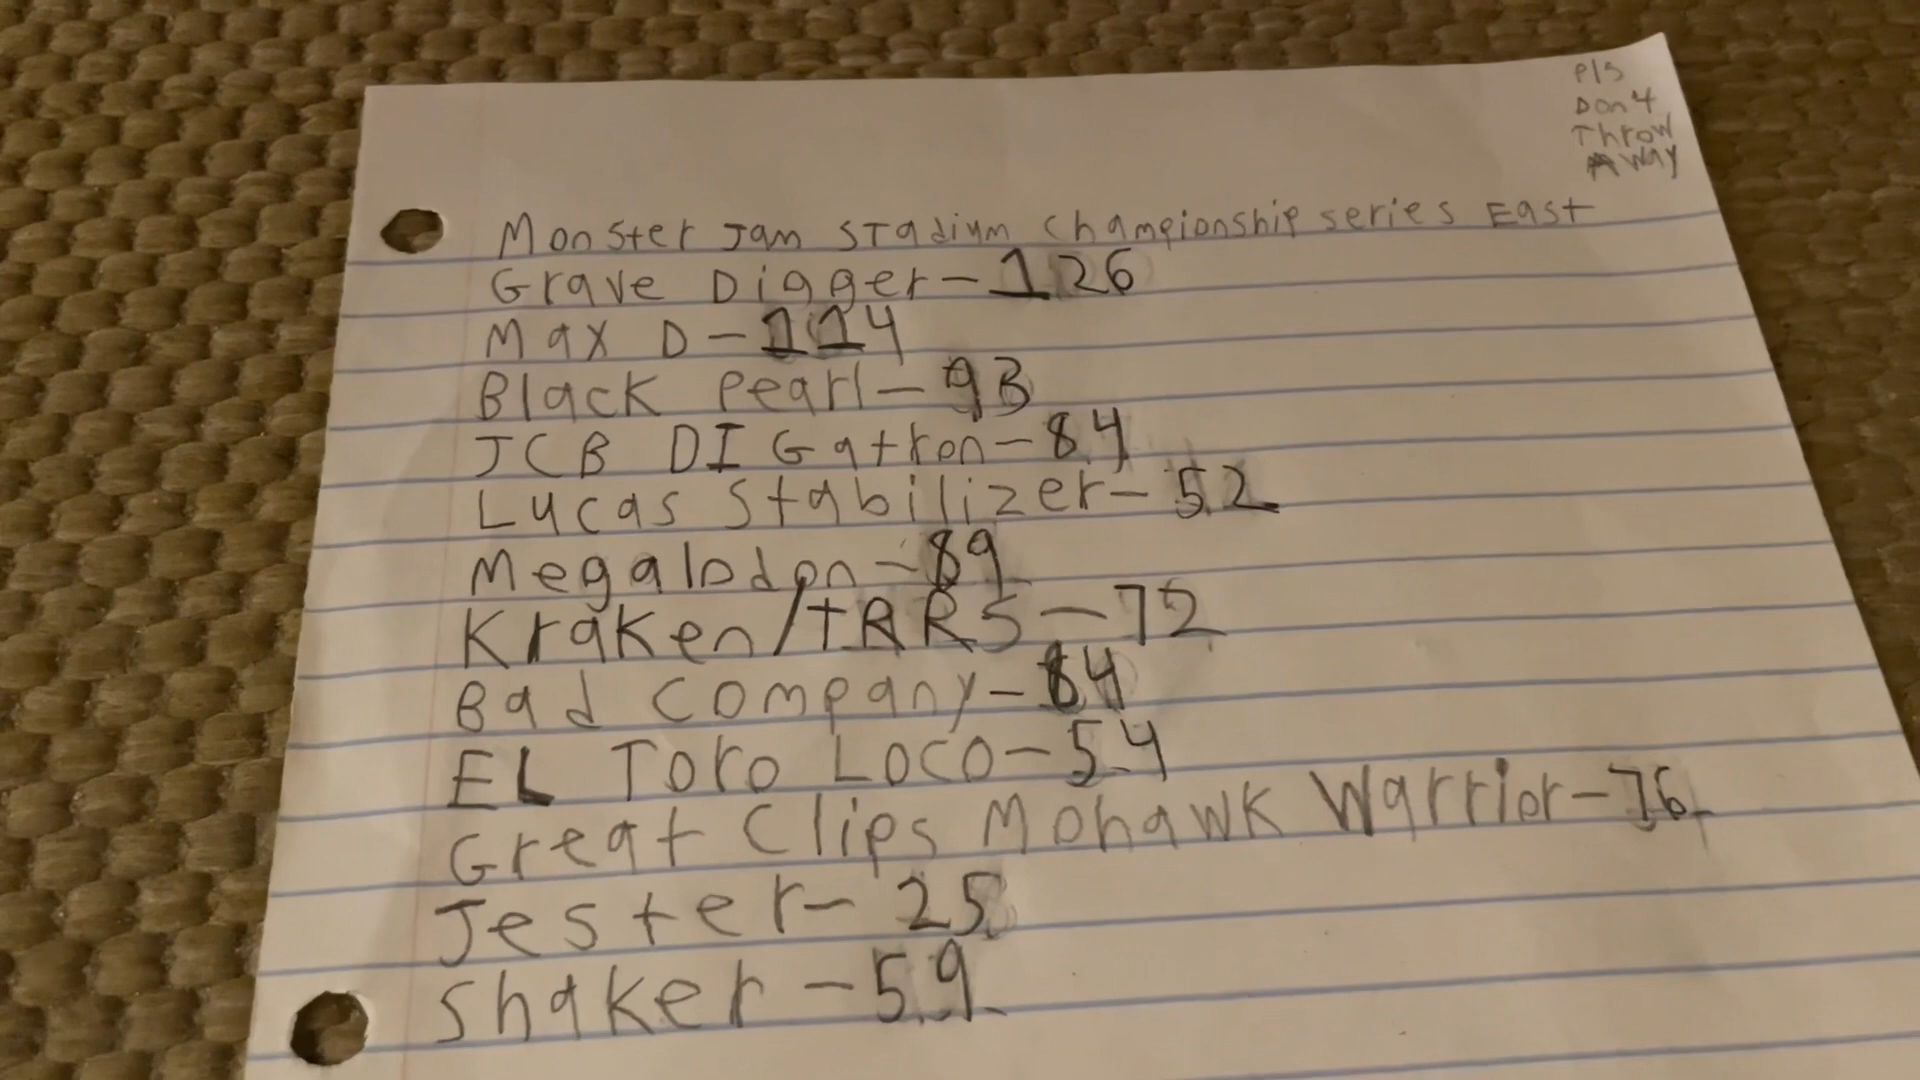 Pls
Don4
Throw
Away
Monster Jam Stadium Championship series East
Grave Digger-126
Max D-114
Black Pearl-93
JCB DIGatron-84
Lucas Stabilizer-52
Megalodon-89
Kraken/TRRS-72
Bad Company-84
EL Toro Loco-54
Great Clips Mohawk Warrior-76
Jester-25
Shaker-59